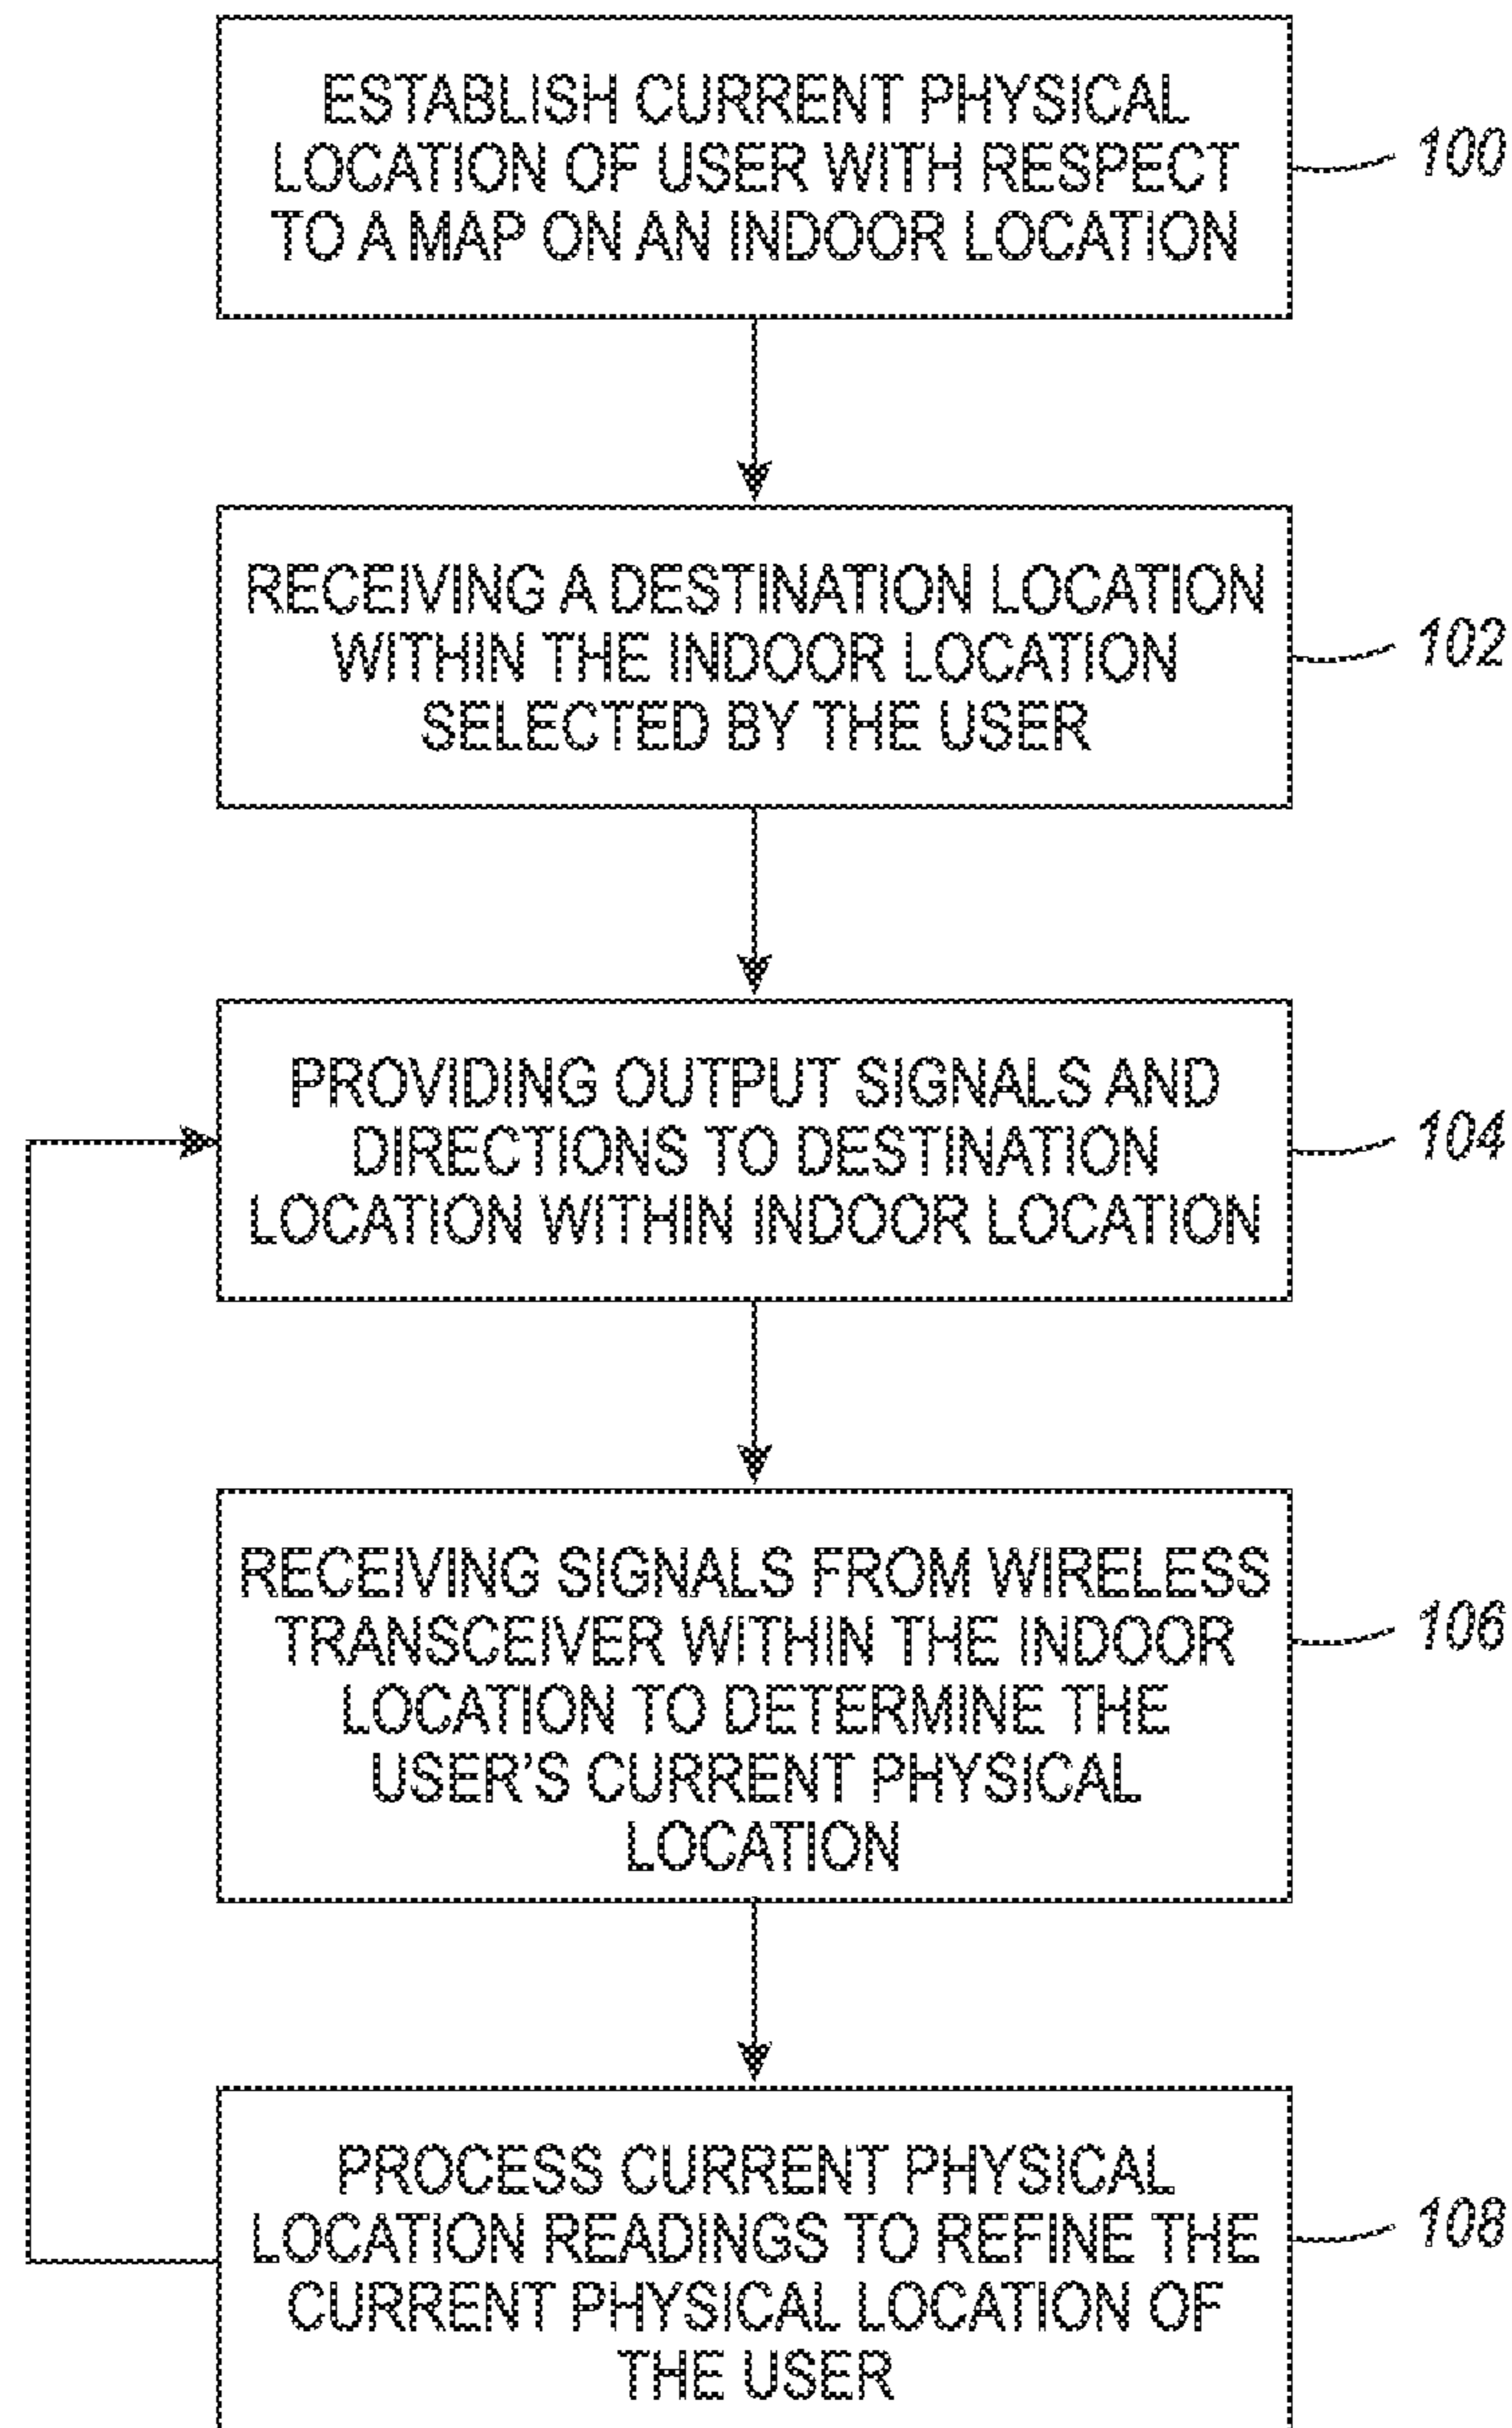 ESTABLISH CURRENT PHYSICAL
LOCATION OF USER WITH RESPECT
TO A MAP ON AN INDOOR LOCATION
100
RECEIVING A DESTINATION LOCATION
WITHIN THE INDOOR LOCATION
SELECTED BY THE USER
102
PROVIDING OUTPUT SIGNALS AND
DIRECTIONS TO DESTINATION
LOCATION WITHIN INDOOR LOCATION
104
RECEIVING SIGNALS FROM WIRELESS
TRANSCEIVER WITHIN THE INDOOR
LOCATION TO DETERMINE THE
USER'S CURRENT PHYSICAL
LOCATION
106
PROCESS CURRENT PHYSICAL
LOCATION READINGS TO REFINE THE
CURRENT PHYSICAL LOCATION OF
THE USER
108